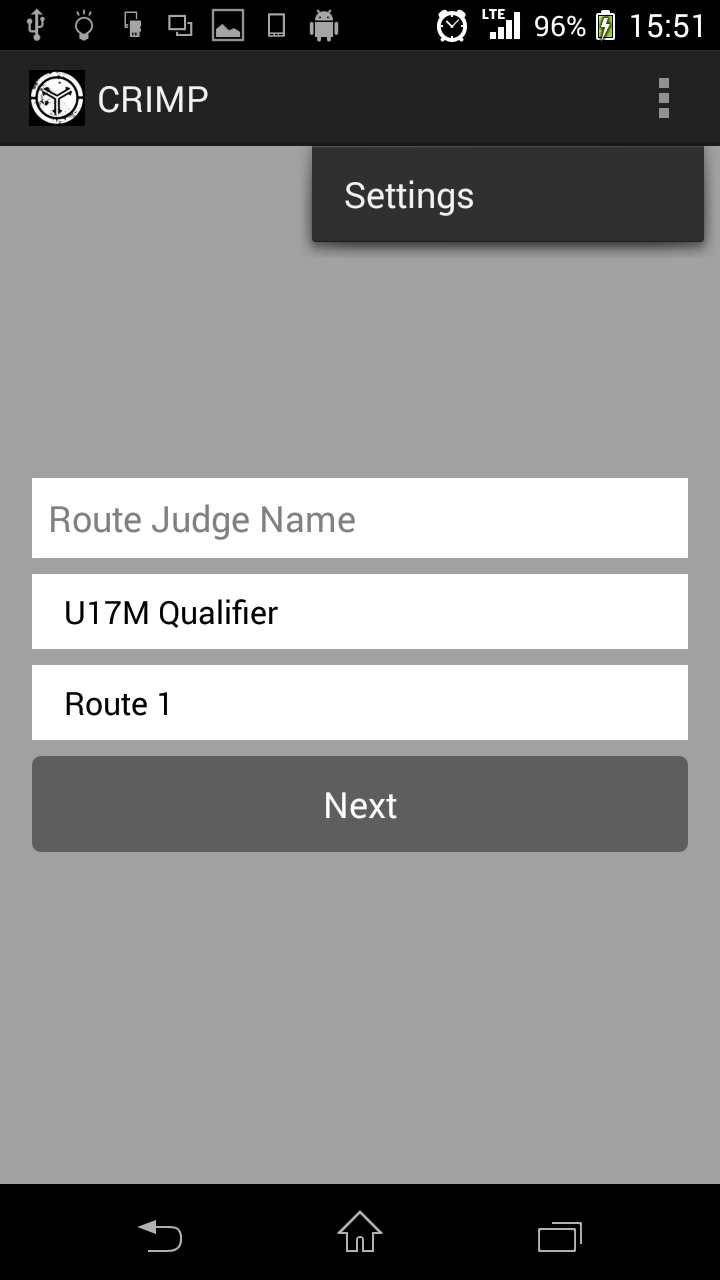 LTE 96% 15:51
CRIMP
Settings
Route Judge Name
U17M Qualifier
Route 1
Next